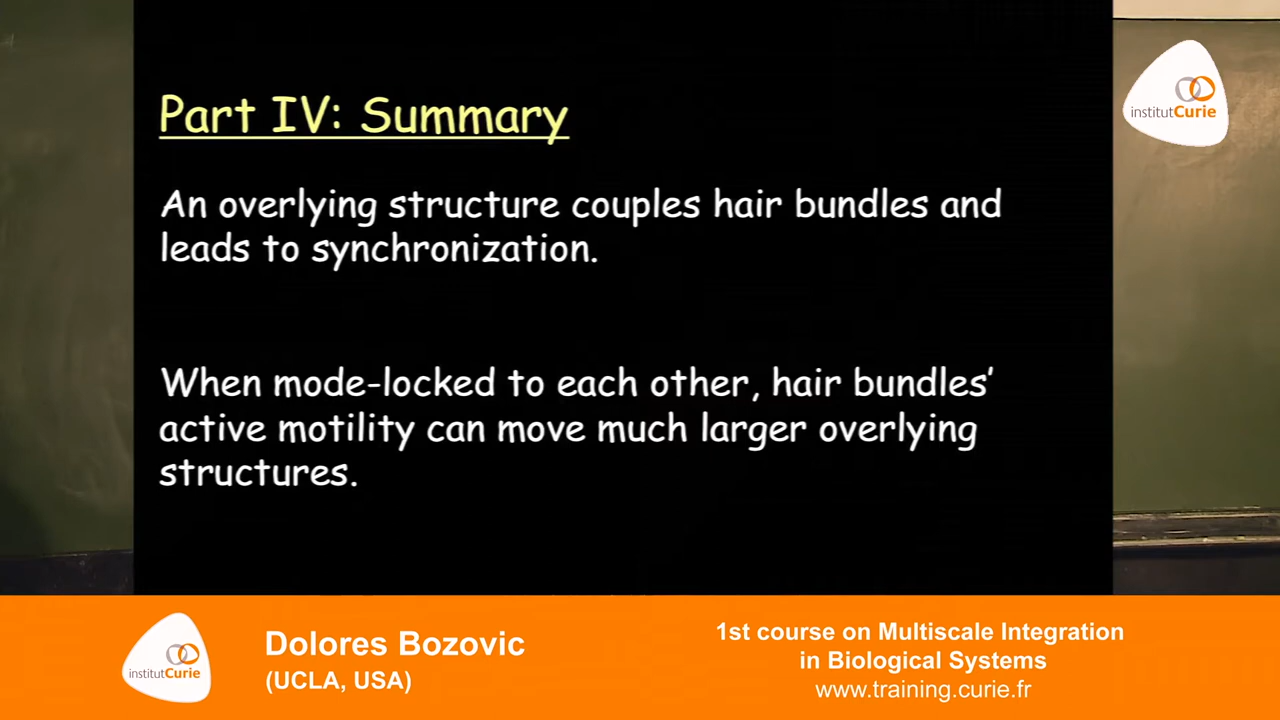 Part IV: Summary
An overlying structure couples hair bundles and
leads to synchronization.
When mode-locked to each other, hair bundles’
active motility can move much larger overlying
structures.
institutCurie
institutCurie
Dolores Bozovic
(UCLA, USA)
1st course on Multiscale Integration
in Biological Systems
www.training.curie.fr